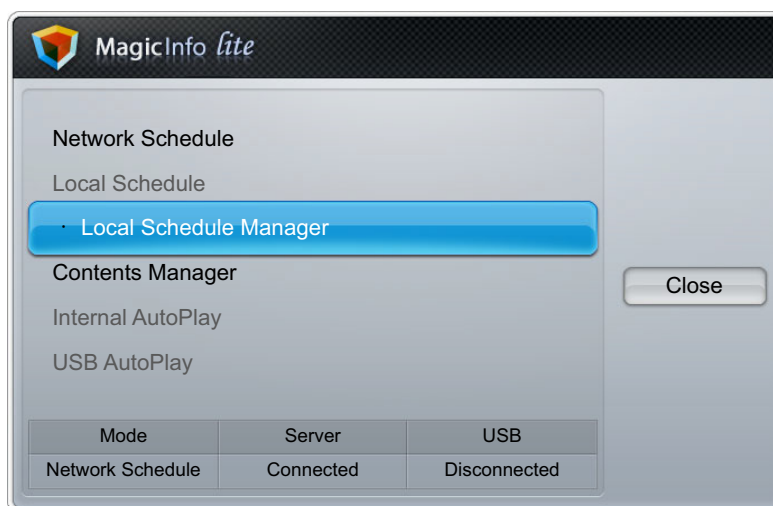 MagicInfo lite
Network Schedule
Local Schedule
· Local Schedule Manager
Contents Manager
Internal AutoPlay
USB AutoPlay
Close
Mode Server USB
Network Schedule Connected Disconnected